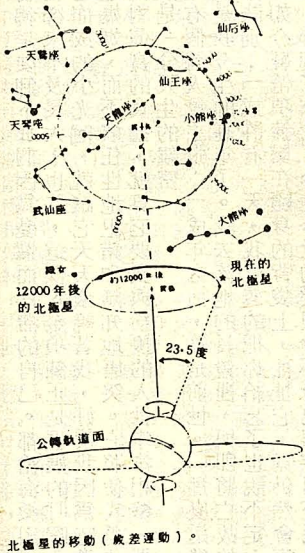 仙后座
天鵞座
仙王座
天琴座
天龍座
小熊座
武仙座
大熊座
織女
約12000年後
現在的
北極星
12000年後
的北極星
23·5度
公轉軌道面
北極星的移動(歲差運動)。